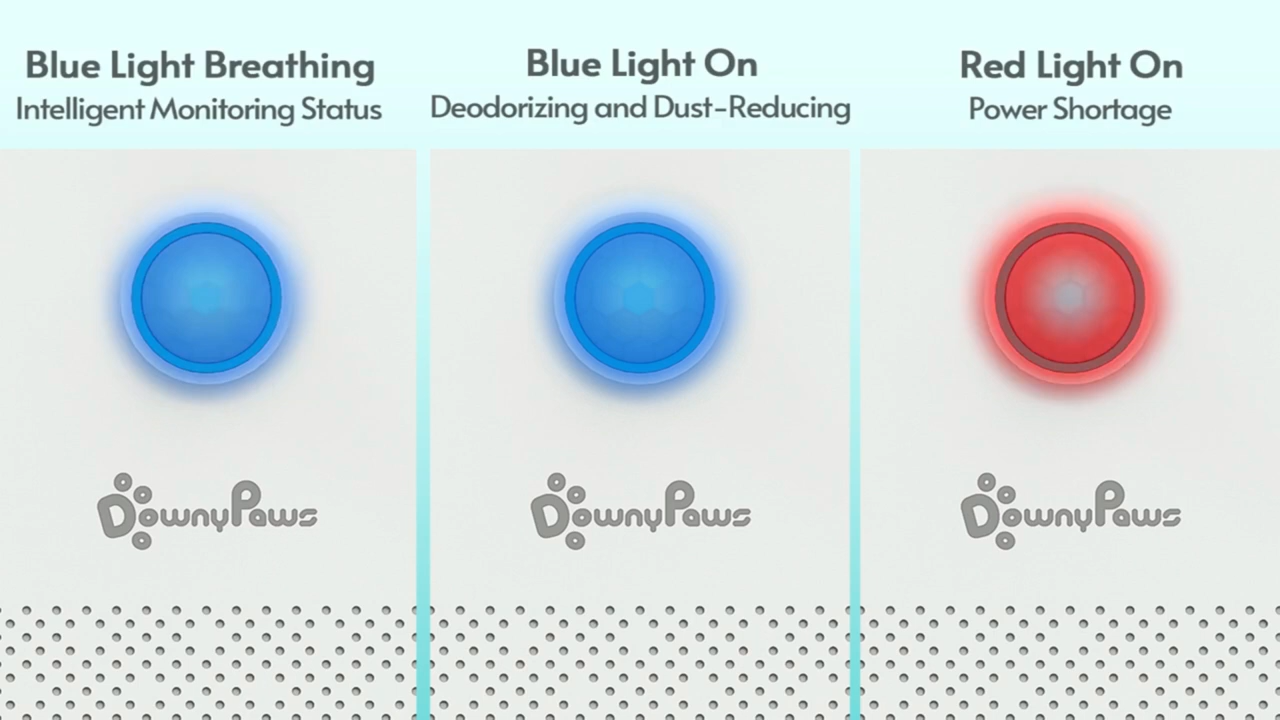 Blue Light Breathing
Intelligent Monitoring Status
DownyPaws
Blue Light On
Deodorizing and Dust-Reducing
DownyPaws
Red Light On
Power Shortage
DownyPaws